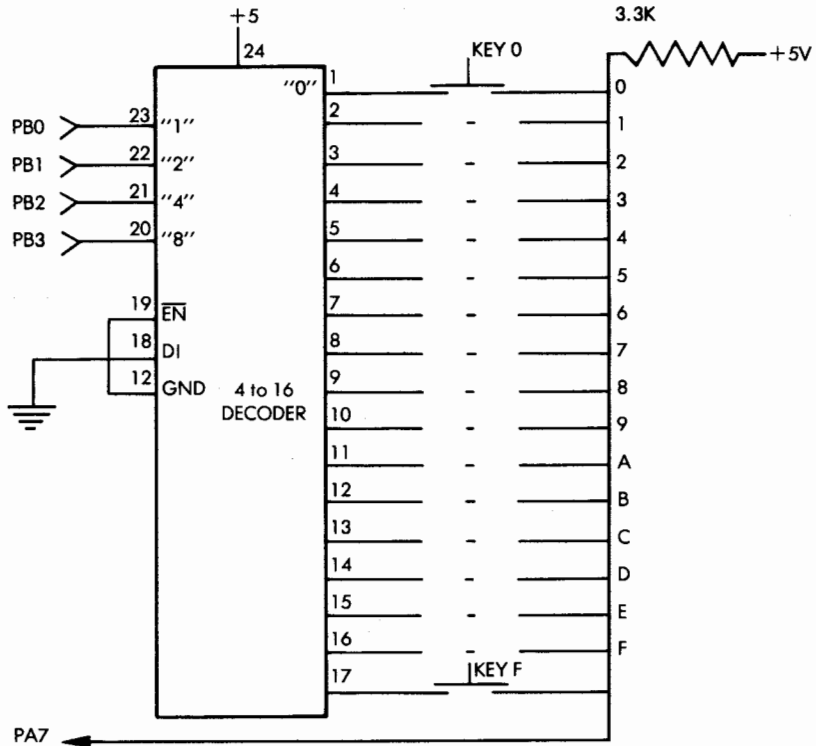 +5
3.3K
24
KEY 0
+5V
"0"
1
0
PB0
23
"1"
2
1
PB1
22
"2"
3
2
PB2
21
"4"
4
3
PB3
20
"8"
5
4
6
5
19
EN
7
6
18
DI
8
7
12
GND
4 to 16
DECODER
9
8
10
9
11
A
12
B
13
C
14
D
15
E
16
F
17
KEY F
PA7